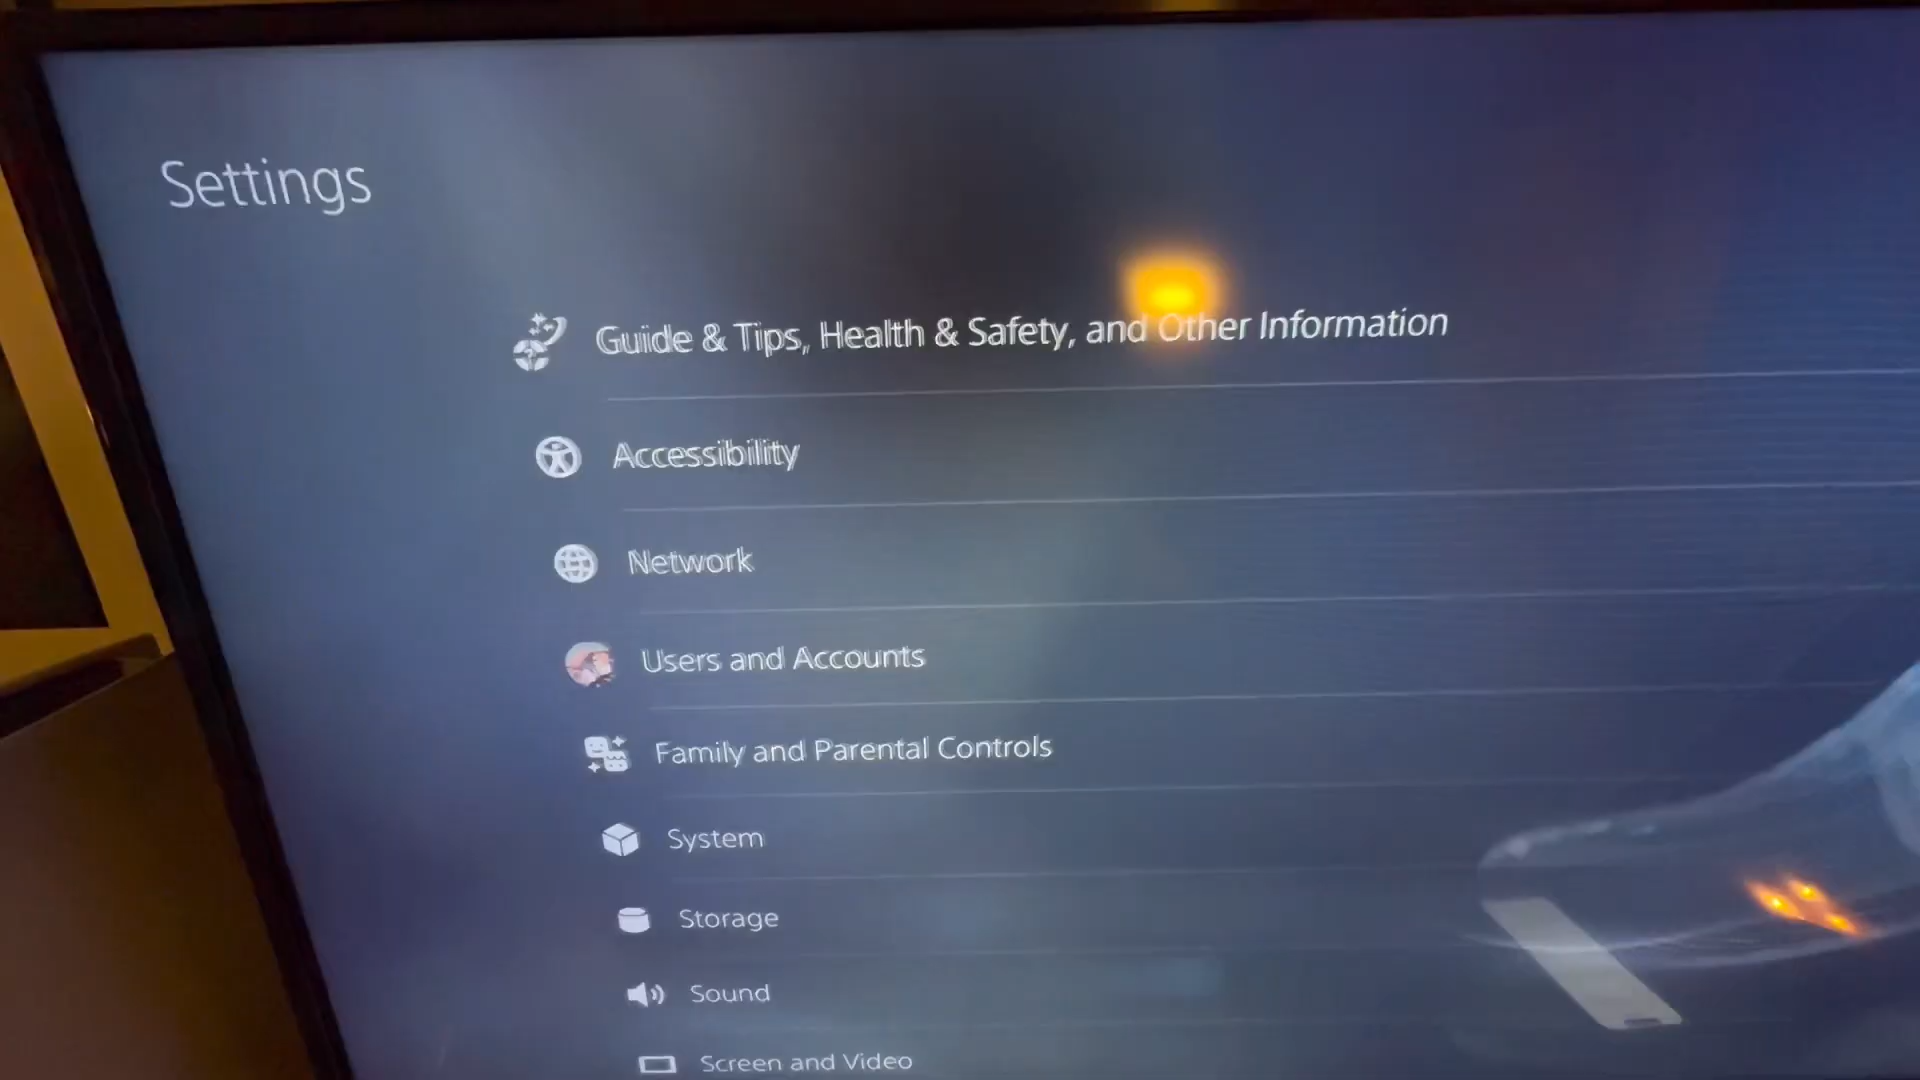 Settings
Guide & Tips, Health & Safety, and Other Information
Accessibility
Network
Users and Accounts
Family and Parental Controls
System
Storage
Sound
Screen and Video